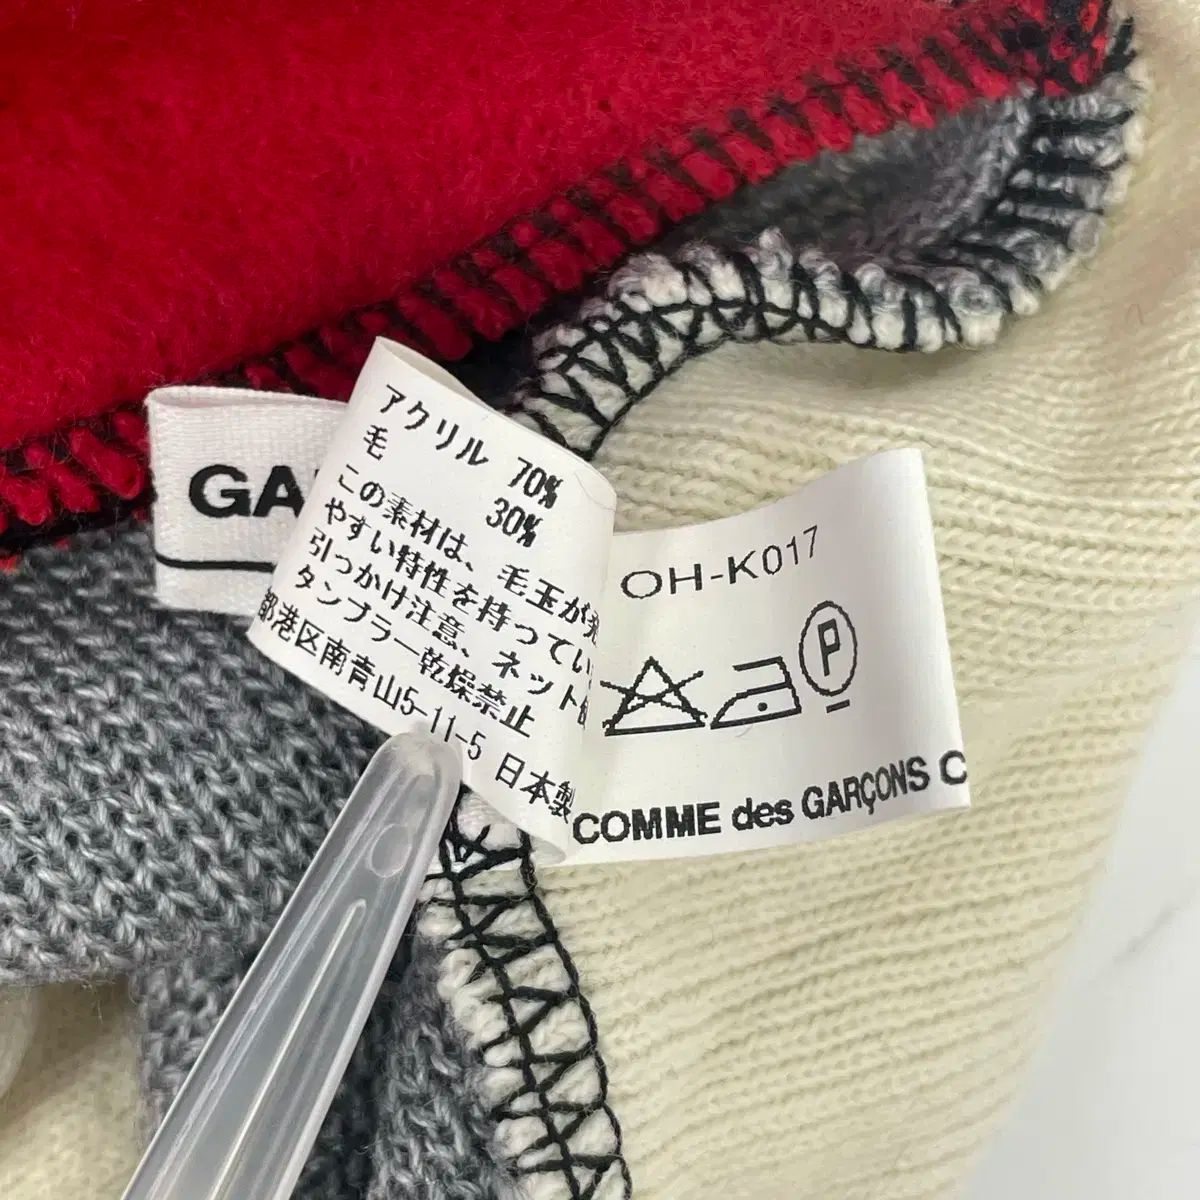 GA
アクリル 70%
毛 30%
この素材は、毛玉が発
やすい特性を持ってい
引っかけ注意、ネット
タンブラー乾燥禁止
都港区南青山5-11-5 日本製
OH-K017
P
COMME des GARÇONS C